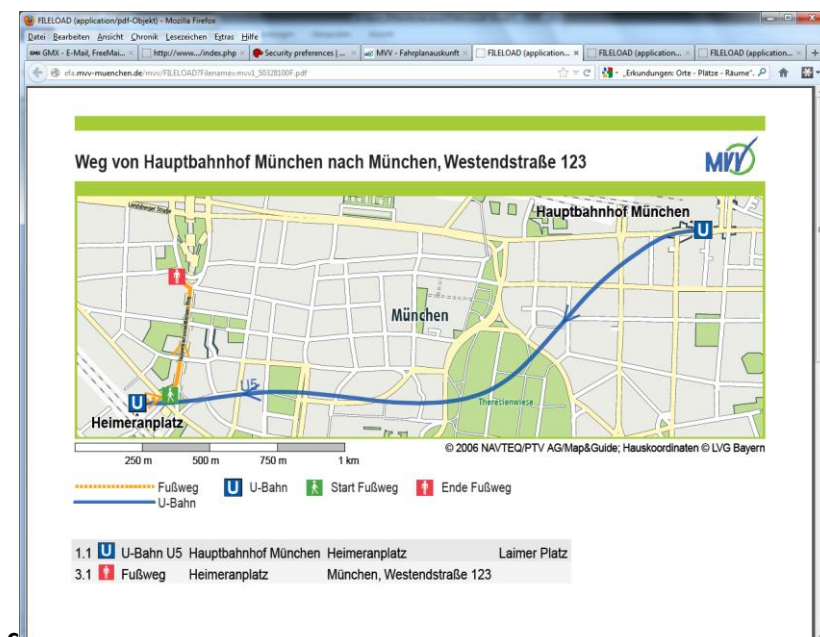 FILELOAD (application/pdf-Objekt) - Mozilla Firefox
Datei Bearbeiten Ansicht Chronik Lesezeichen Extras Hilfe
GMX - E-Mail, FreeMai... http://www.../index.php Security preferences | ... MVV - Fahrplanauskunft FILELOAD (application... FILELOAD (application... FILELOAD (application...
efa.mvv-muenchen.de/mvv/FILELOAD?Filename=mvv1_50328100F.pdf „Erkundungen: Orte - Plätze - Räume".
Weg von Hauptbahnhof München nach München, Westendstraße 123
MVV
Landsberger Straße
Hauptbahnhof München
U
München
U5
Theresienwiese
U
Heimeranplatz
© 2006 NAVTEQ/PTV AG/Map&Guide; Hauskoordinaten © LVG Bayern
250 m 500 m 750 m 1 km
Fußweg U U-Bahn Start Fußweg Ende Fußweg
U-Bahn
1.1 U U-Bahn U5 Hauptbahnhof München Heimeranplatz Laimer Platz
3.1 Fußweg Heimeranplatz München, Westendstraße 123